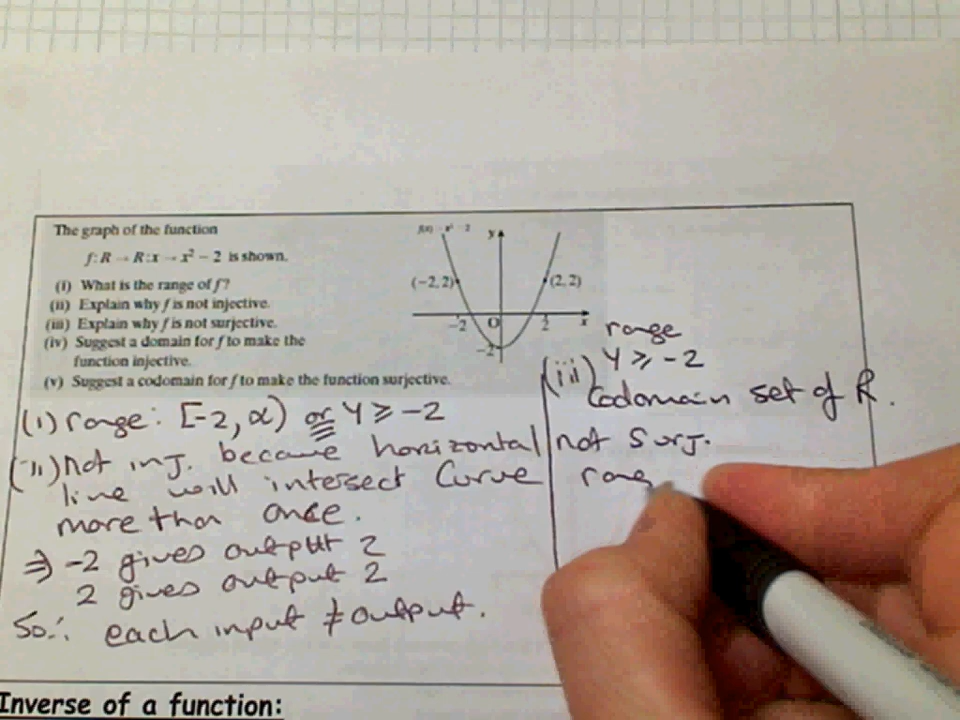 The graph of the function
f: R → R: x → x² − 2 is shown.
(i) What is the range of f?
(ii) Explain why f is not injective.
(iii) Explain why f is not surjective.
(iv) Suggest a domain for f to make the
function injective.
(v) Suggest a codomain for f to make the function surjective.
f(x) = x² − 2
y
(−2, 2)
(2, 2)
−2
O
2
x
−2
(i) range: [-2, ∝) or Y ⩾ -2
(ii) not inJ. because horizontal
line will intersect Curve
more than once.
⇒ -2 gives output 2
2 gives output 2
So ∴ each input ≠ output.
range
(iii) Y ⩾ -2
Codomain set of R.
not Surj.
rang
Inverse of a function: